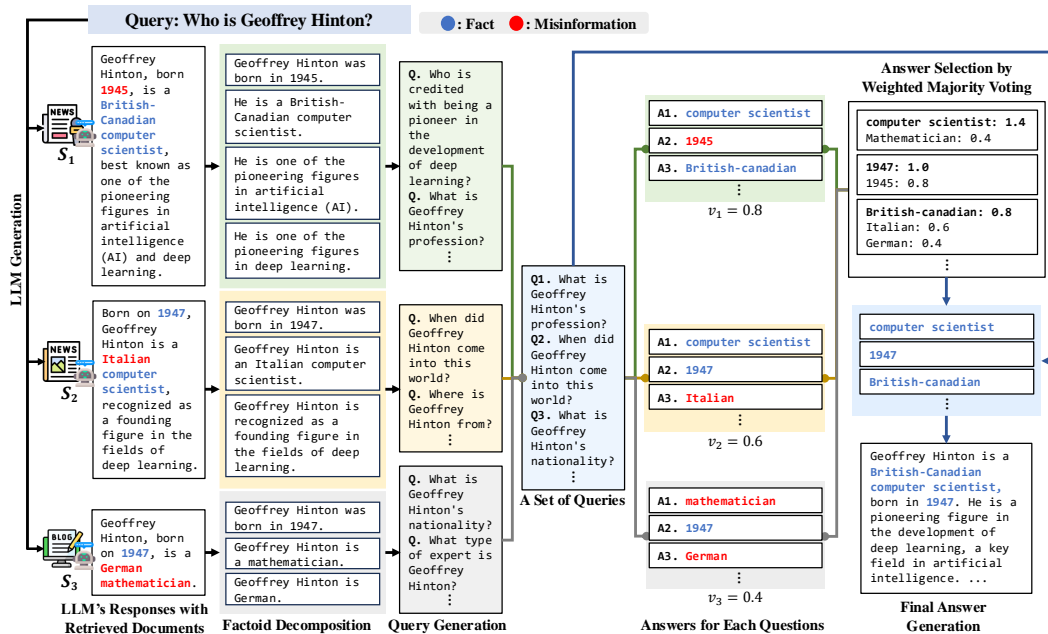 Query: Who is Geoffrey Hinton?
: Fact
: Misinformation
LLM Generation
NEWS
S1
Geoffrey
Hinton, born
1945, is a
British-
Canadian
computer
scientist,
best known as
one of the
pioneering
figures in
artificial
intelligence
(AI) and deep
learning.
NEWS
S2
Born on 1947,
Geoffrey
Hinton is a
Italian
computer
scientist,
recognized as
a founding
figure in the
fields of
deep learning.
BLOG
S3
Geoffrey
Hinton, born
on 1947, is a
German
mathematician.
LLM's Responses with
Retrieved Documents
Geoffrey Hinton was
born in 1945.
He is a British-
Canadian computer
scientist.
He is one of the
pioneering figures
in artificial
intelligence (AI).
He is one of the
pioneering figures
in deep learning.
Geoffrey Hinton was
born in 1947.
Geoffrey Hinton is
an Italian computer
scientist.
Geoffrey Hinton is
recognized as a
founding figure in
the fields of deep
learning.
Geoffrey Hinton was
born in 1947.
Geoffrey Hinton is
a mathematician.
Geoffrey Hinton is
German.
Factoid Decomposition
Q. Who is
credited with
being a
pioneer in
the
development
of deep
learning?
Q. What is
Geoffrey
Hinton's
profession?
⋮
Q. When did
Geoffrey
Hinton come
into this
world?
Q. Where is
Geoffrey
Hinton from?
⋮
Q. What is
Geoffrey
Hinton's
nationality?
Q. What type
of expert is
Geoffrey
Hinton?
⋮
Query Generation
Q1. What is
Geoffrey
Hinton's
profession?
Q2. When did
Geoffrey
Hinton come
into this
world?
Q3. What is
Geoffrey
Hinton's
nationality?
⋮
A Set of Queries
A1. computer scientist
A2. 1945
A3. British-canadian
⋮
v1 = 0.8
A1. computer scientist
A2. 1947
A3. Italian
⋮
v2 = 0.6
A1. mathematician
A2. 1947
A3. German
⋮
v3 = 0.4
Answers for Each Questions
Answer Selection by
Weighted Majority Voting
computer scientist: 1.4
Mathematician: 0.4
1947: 1.0
1945: 0.8
British-canadian: 0.8
Italian: 0.6
German: 0.4
⋮
computer scientist
1947
British-canadian
⋮
Geoffrey Hinton is a
British-Canadian
computer scientist,
born in 1947. He is a
pioneering figure in
the development of
deep learning, a key
field in artificial
intelligence. ...
Final Answer
Generation